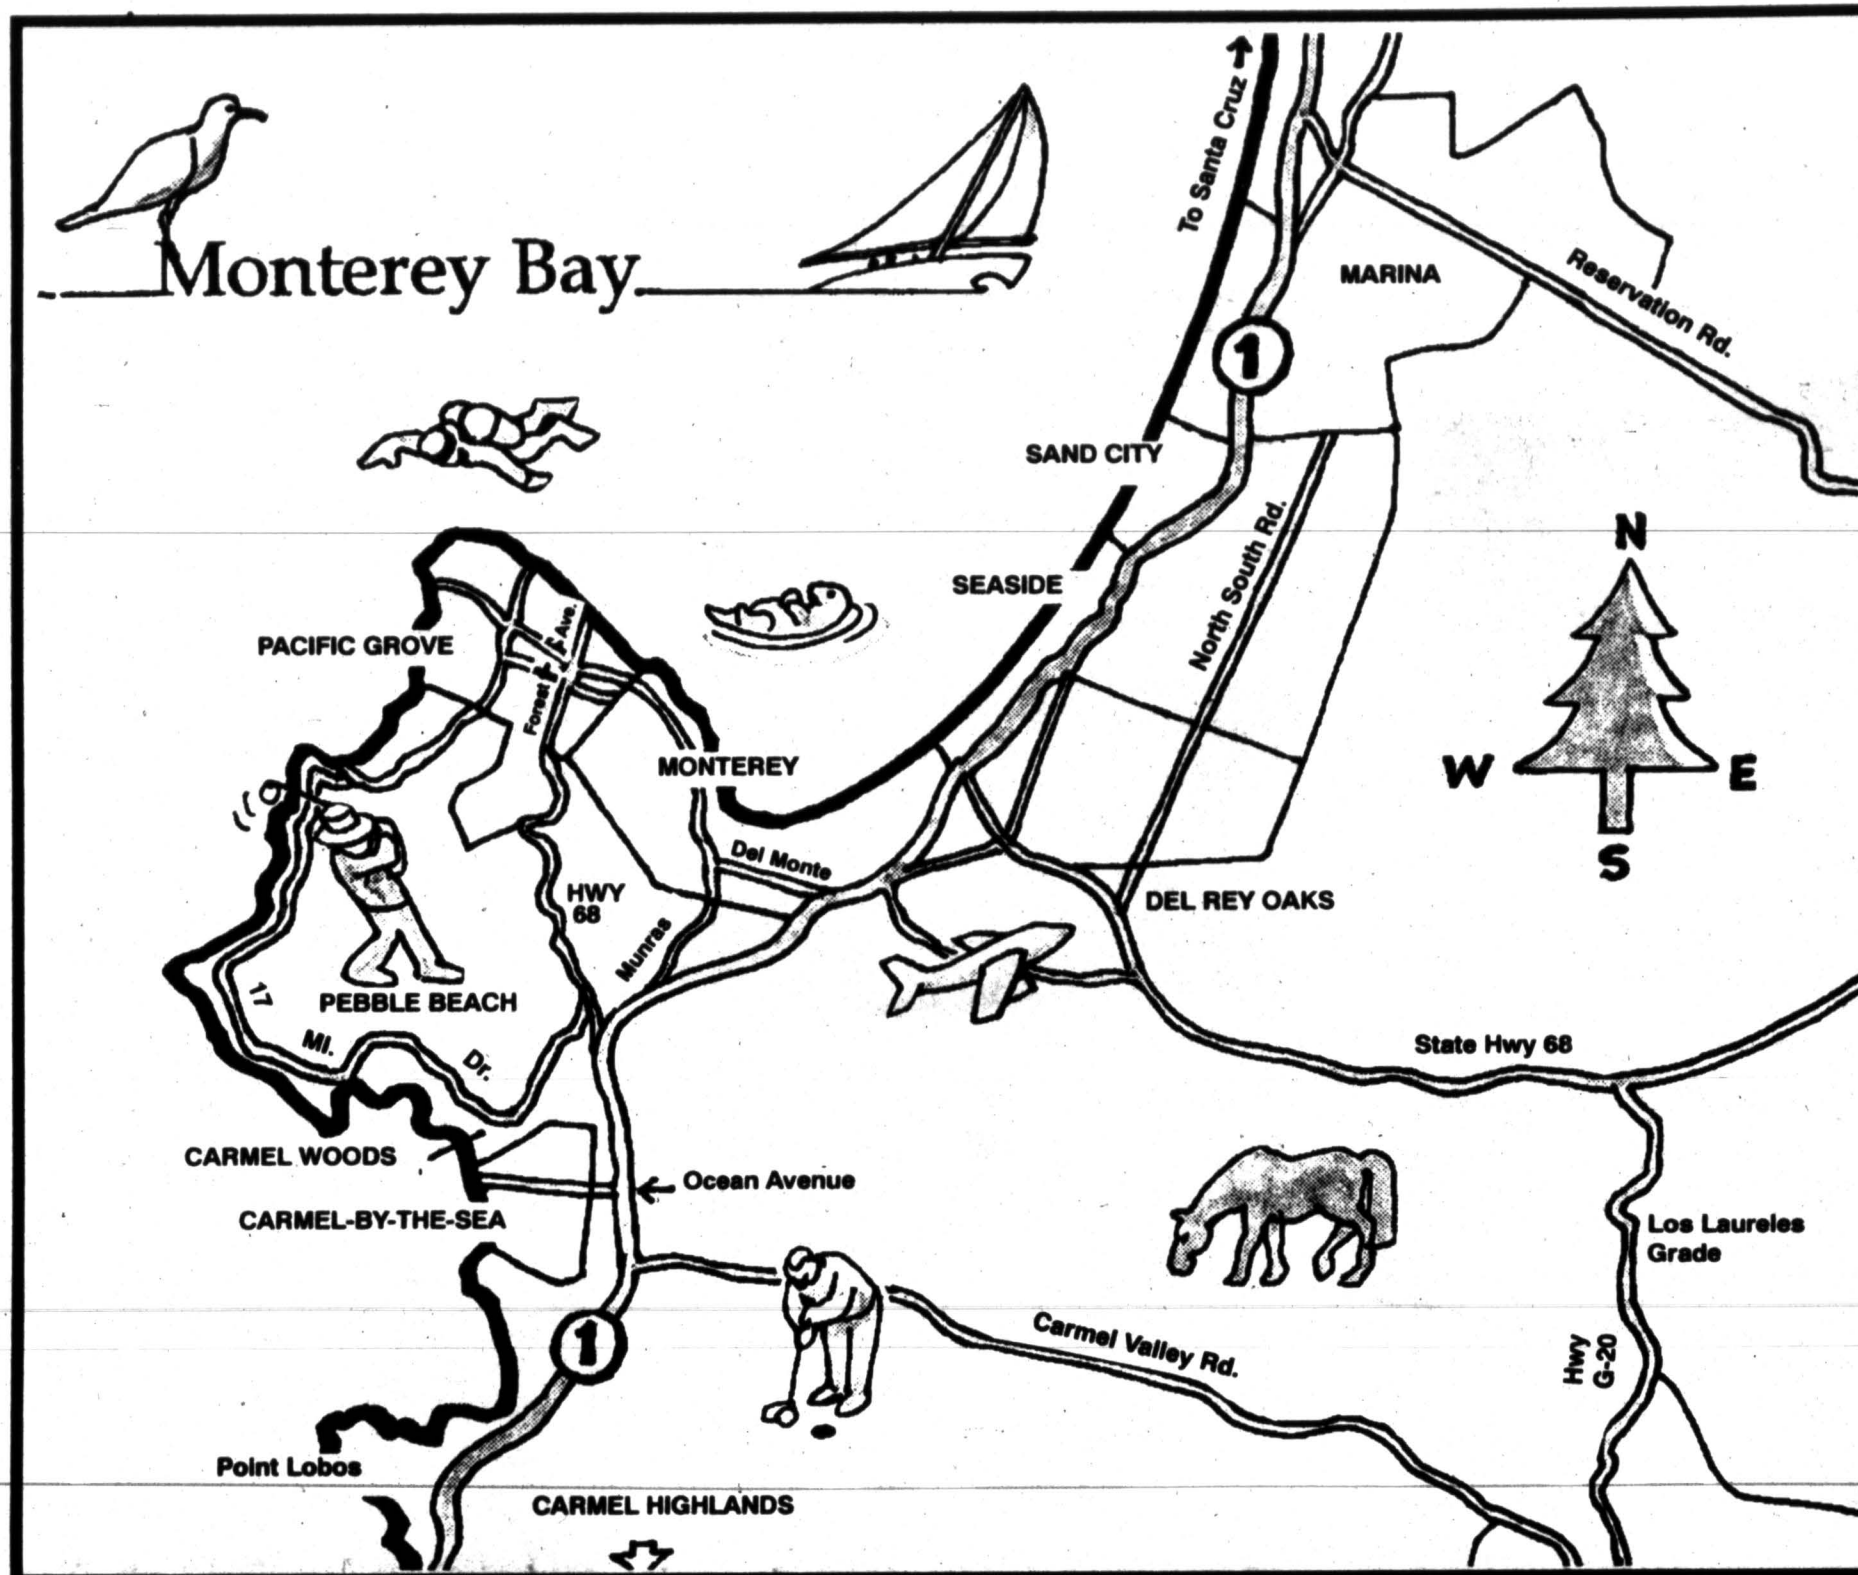 To Santa Cruz
Monterey Bay
MARINA
Reservation Rd.
1
SAND CITY
North South Rd.
N
SEASIDE
PACIFIC GROVE
Forest Ave.
W
E
S
MONTEREY
Del Monte
HWY
68
DEL REY OAKS
Munras
17
PEBBLE BEACH
MI.
Dr.
State Hwy 68
CARMEL WOODS
Ocean Avenue
CARMEL-BY-THE-SEA
Los Laureles
Grade
1
Carmel Valley Rd.
Hwy
G-20
Point Lobos
CARMEL HIGHLANDS